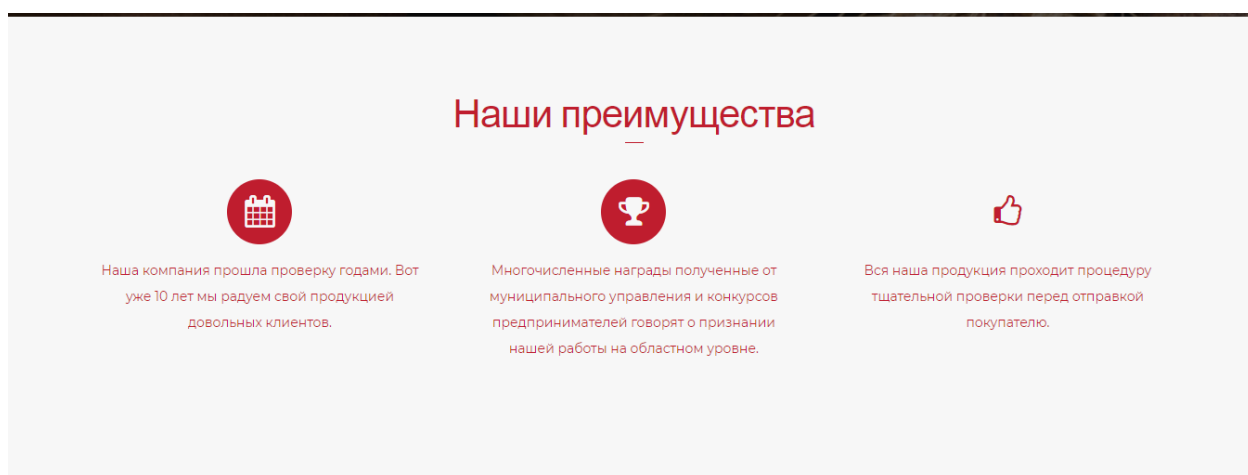 Наши преимущества
Наша компания прошла проверку годами. Вот
уже 10 лет мы радуем свой продукцией
довольных клиентов.
Многочисленные награды полученные от
муниципального управления и конкурсов
предпринимателей говорят о признании
нашей работы на областном уровне.
Вся наша продукция проходит процедуру
тщательной проверки перед отправкой
покупателю.